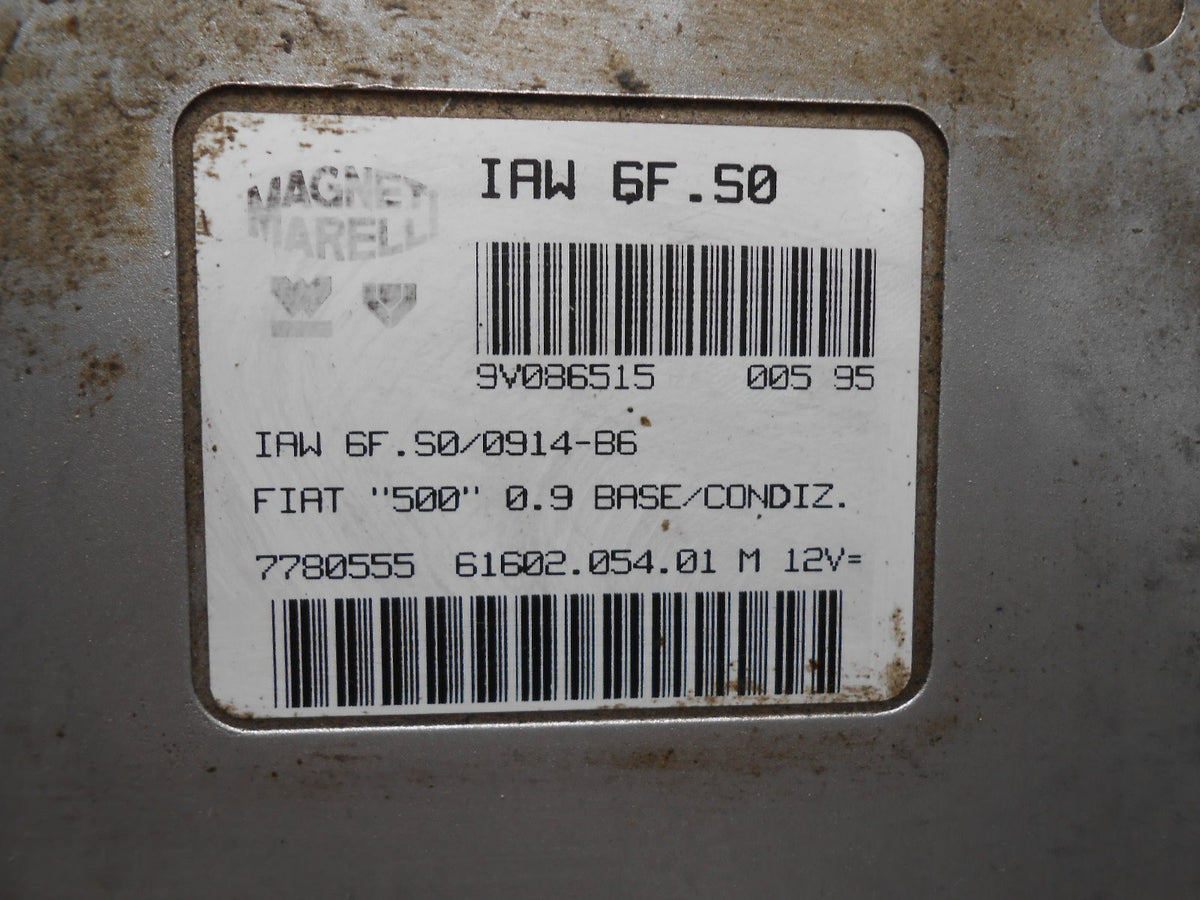 MAGNETI
MARELLI
IAW 6F.S0
9V086515 005 95
IAW 6F.S0/0914-B6
FIAT "500" 0.9 BASE/CONDIZ.
7780555 61602.054.01 M 12V=